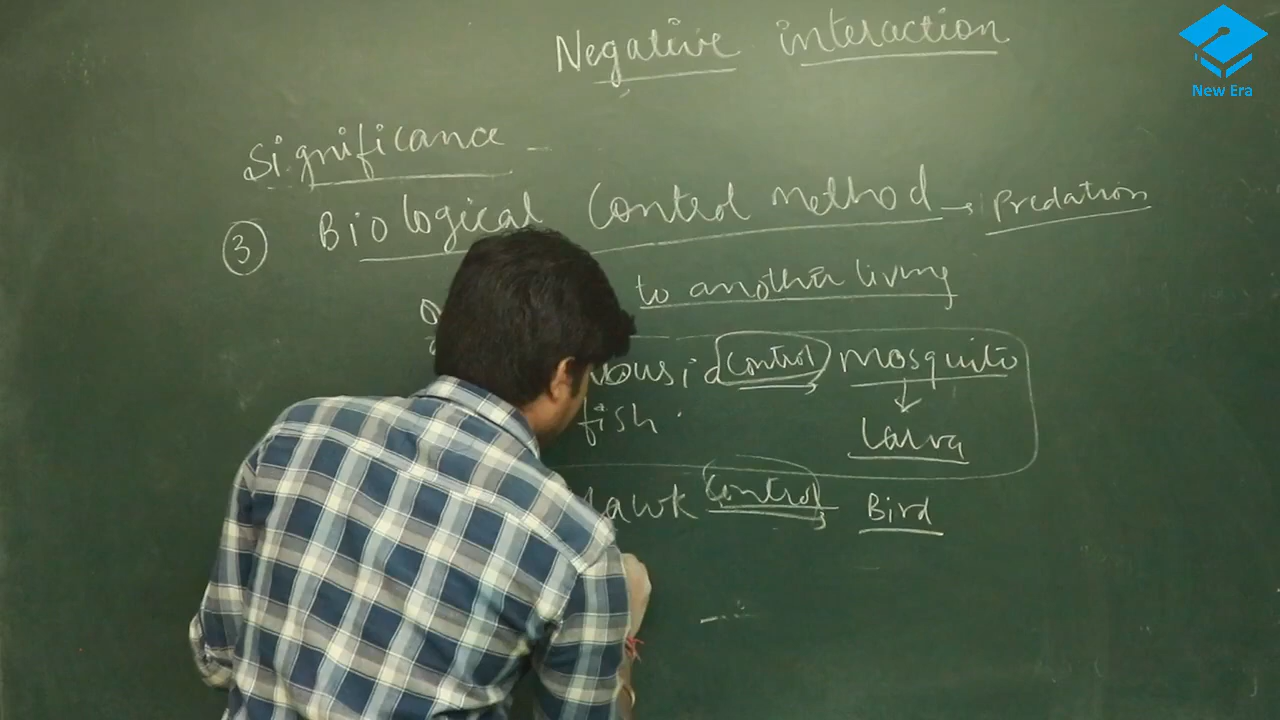 Negative interaction
New Era
Significance
③ Biological Control method → Predation
to another living
Control mosquito
fish
↓
larva
Control Bird